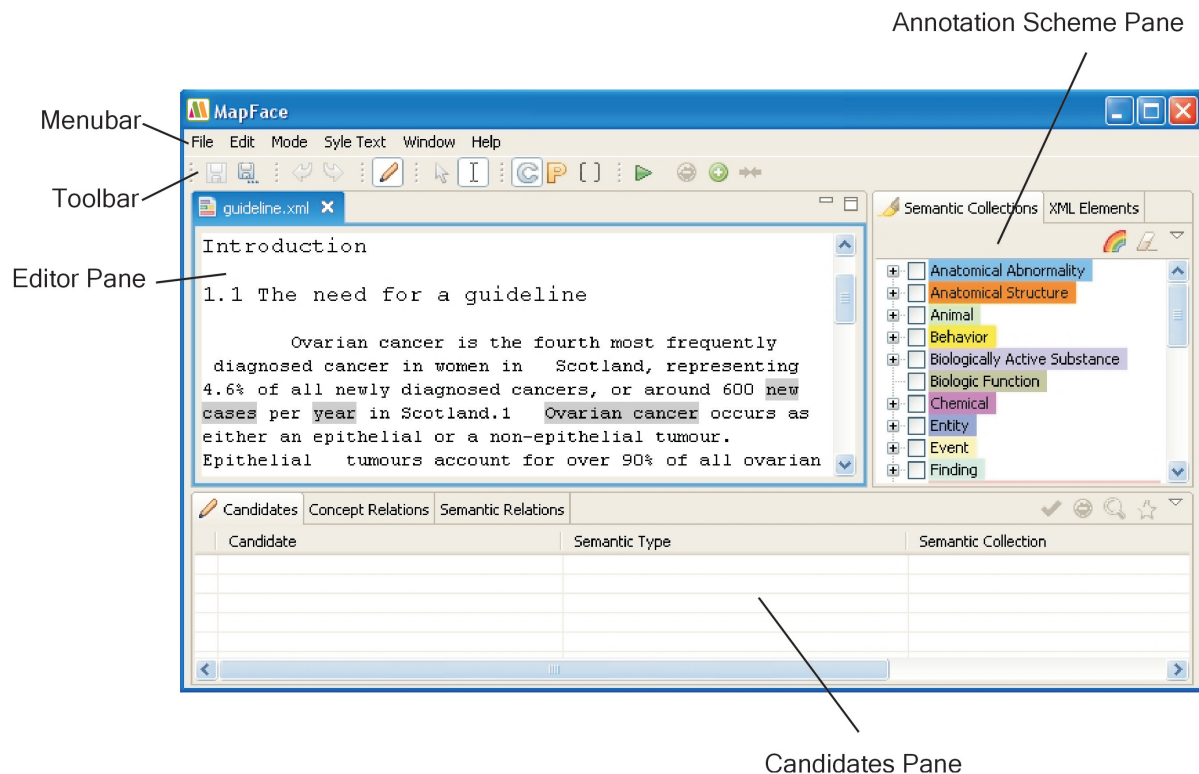 Annotation Scheme Pane
Menubar
Toolbar
Editor Pane
MapFace
File Edit Mode Syle Text Window Help
C P [ ]
guideline.xml
Introduction
1.1 The need for a guideline
Ovarian cancer is the fourth most frequently
diagnosed cancer in women in Scotland, representing
4.6% of all newly diagnosed cancers, or around 600 new
cases per year in Scotland.1 Ovarian cancer occurs as
either an epithelial or a non-epithelial tumour.
Epithelial tumours account for over 90% of all ovarian
Semantic Collections XML Elements
Anatomical Abnormality
Anatomical Structure
Animal
Behavior
Biologically Active Substance
Biologic Function
Chemical
Entity
Event
Finding
Candidates Concept Relations Semantic Relations
Candidate Semantic Type Semantic Collection
Candidates Pane